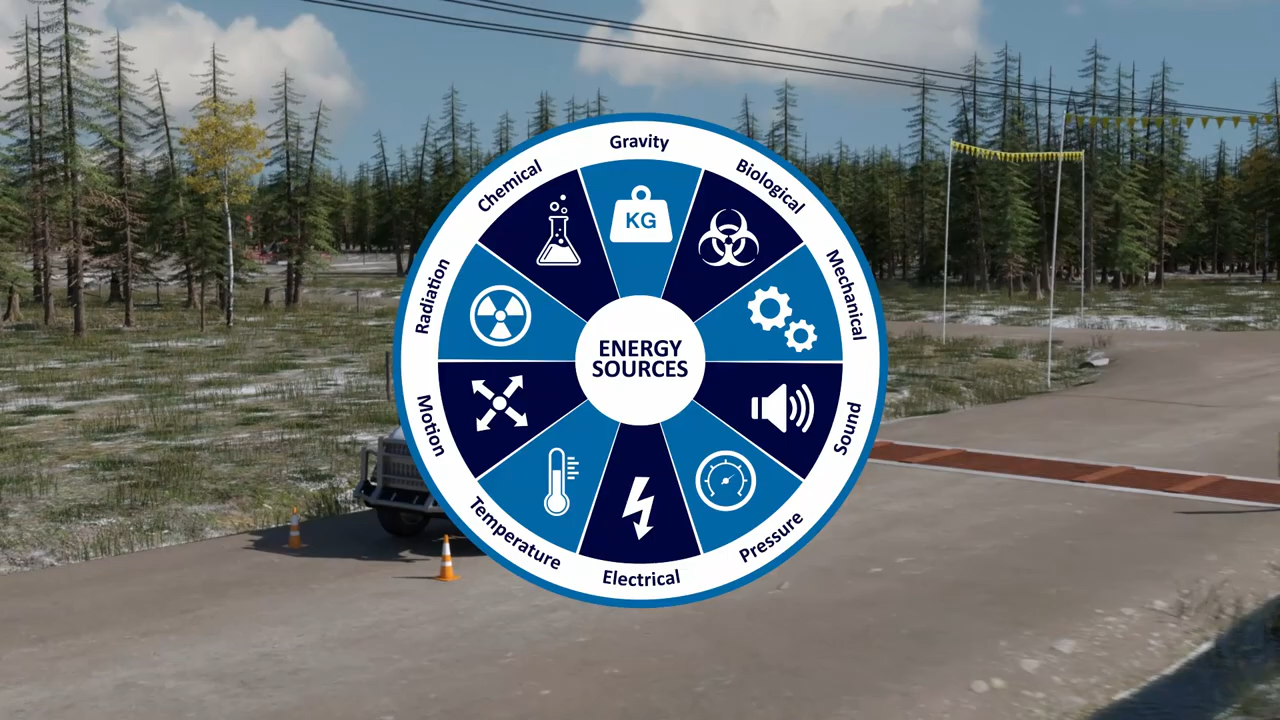 Gravity
Biological
Mechanical
Sound
Pressure
Electrical
Temperature
Motion
Radiation
Chemical
KG
ENERGY
SOURCES